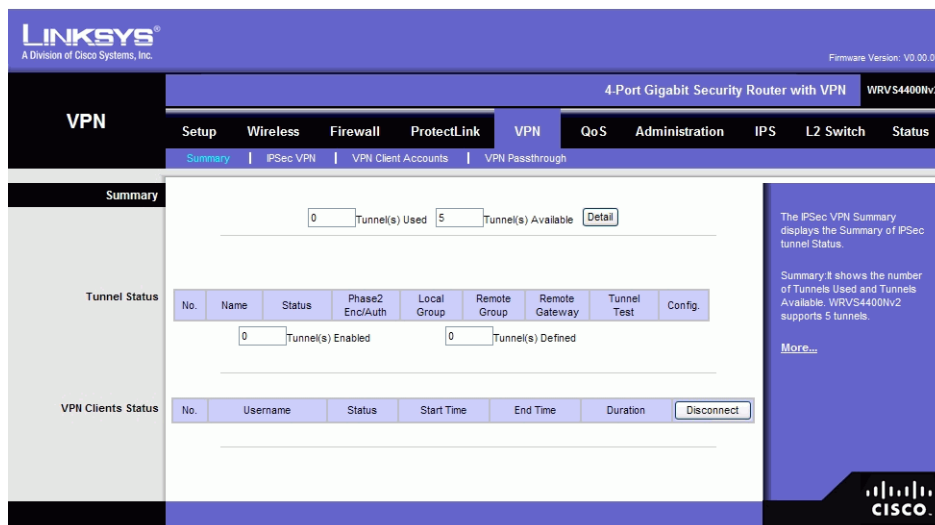 LINKSYS®
A Division of Cisco Systems, Inc.
Firmware Version: V0.00.0
4-Port Gigabit Security Router with VPN WRVS4400Nv2
VPN
Setup Wireless Firewall ProtectLink VPN QoS Administration IPS L2 Switch Status
Summary | IPSec VPN | VPN Client Accounts | VPN Passthrough
Summary
0 Tunnel(s) Used 5 Tunnel(s) Available Detail
The IPSec VPN Summary
displays the Summary of IPSec
tunnel Status.
Summary:It shows the number
of Tunnels Used and Tunnels
Available. WRVS4400Nv2
supports 5 tunnels.
More...
Tunnel Status
No. Name Status Phase2 Enc/Auth Local Group Remote Group Remote Gateway Tunnel Test Config.
0 Tunnel(s) Enabled 0 Tunnel(s) Defined
VPN Clients Status
No. Username Status Start Time End Time Duration Disconnect
CISCO.